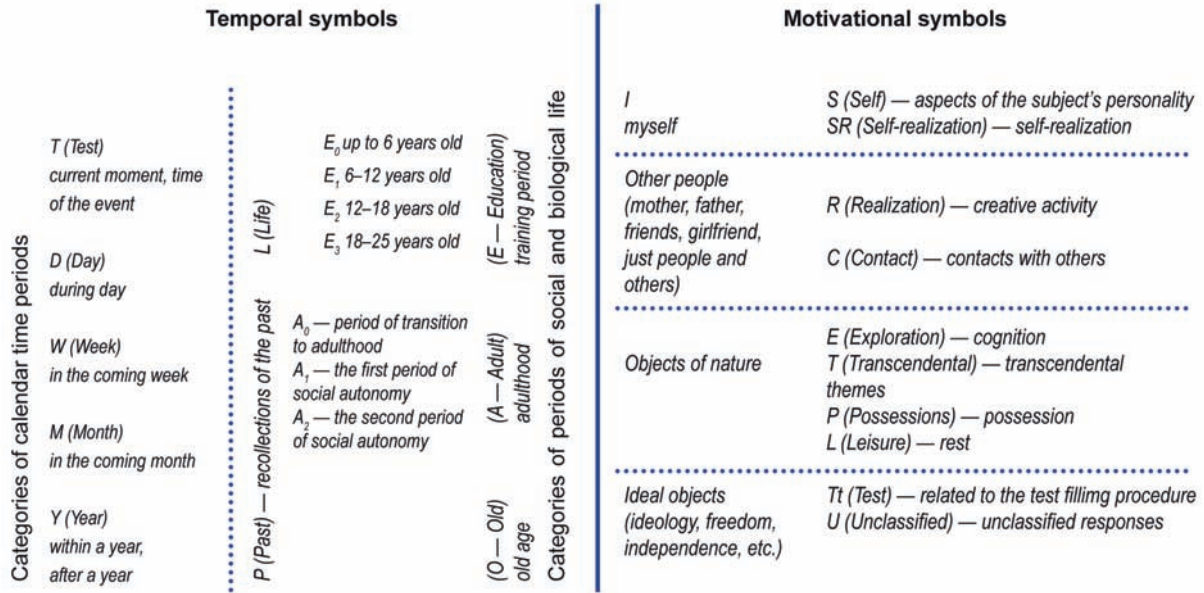 Temporal symbols
Categories of calendar time periods
T (Test)
current moment, time
of the event
D (Day)
during day
W (Week)
in the coming week
M (Month)
in the coming month
Y (Year)
within a year,
after a year
P (Past) — recollections of the past
L (Life)
E0 up to 6 years old
E1 6–12 years old
E2 12–18 years old
E3 18–25 years old
A0 — period of transition
to adulthood
A1 — the first period of
social autonomy
A2 — the second period
of social autonomy
(E — Education)
training period
(A — Adult)
adulthood
(O — Old)
old age
Categories of periods of social and biological life
Motivational symbols
I
myself
S (Self) — aspects of the subject's personality
SR (Self-realization) — self-realization
Other people
(mother, father,
friends, girlfriend,
just people and
others)
R (Realization) — creative activity
C (Contact) — contacts with others
Objects of nature
E (Exploration) — cognition
T (Transcendental) — transcendental
themes
P (Possessions) — possession
L (Leisure) — rest
Ideal objects
(ideology, freedom,
independence, etc.)
Tt (Test) — related to the test fillimg procedure
U (Unclassified) — unclassified responses